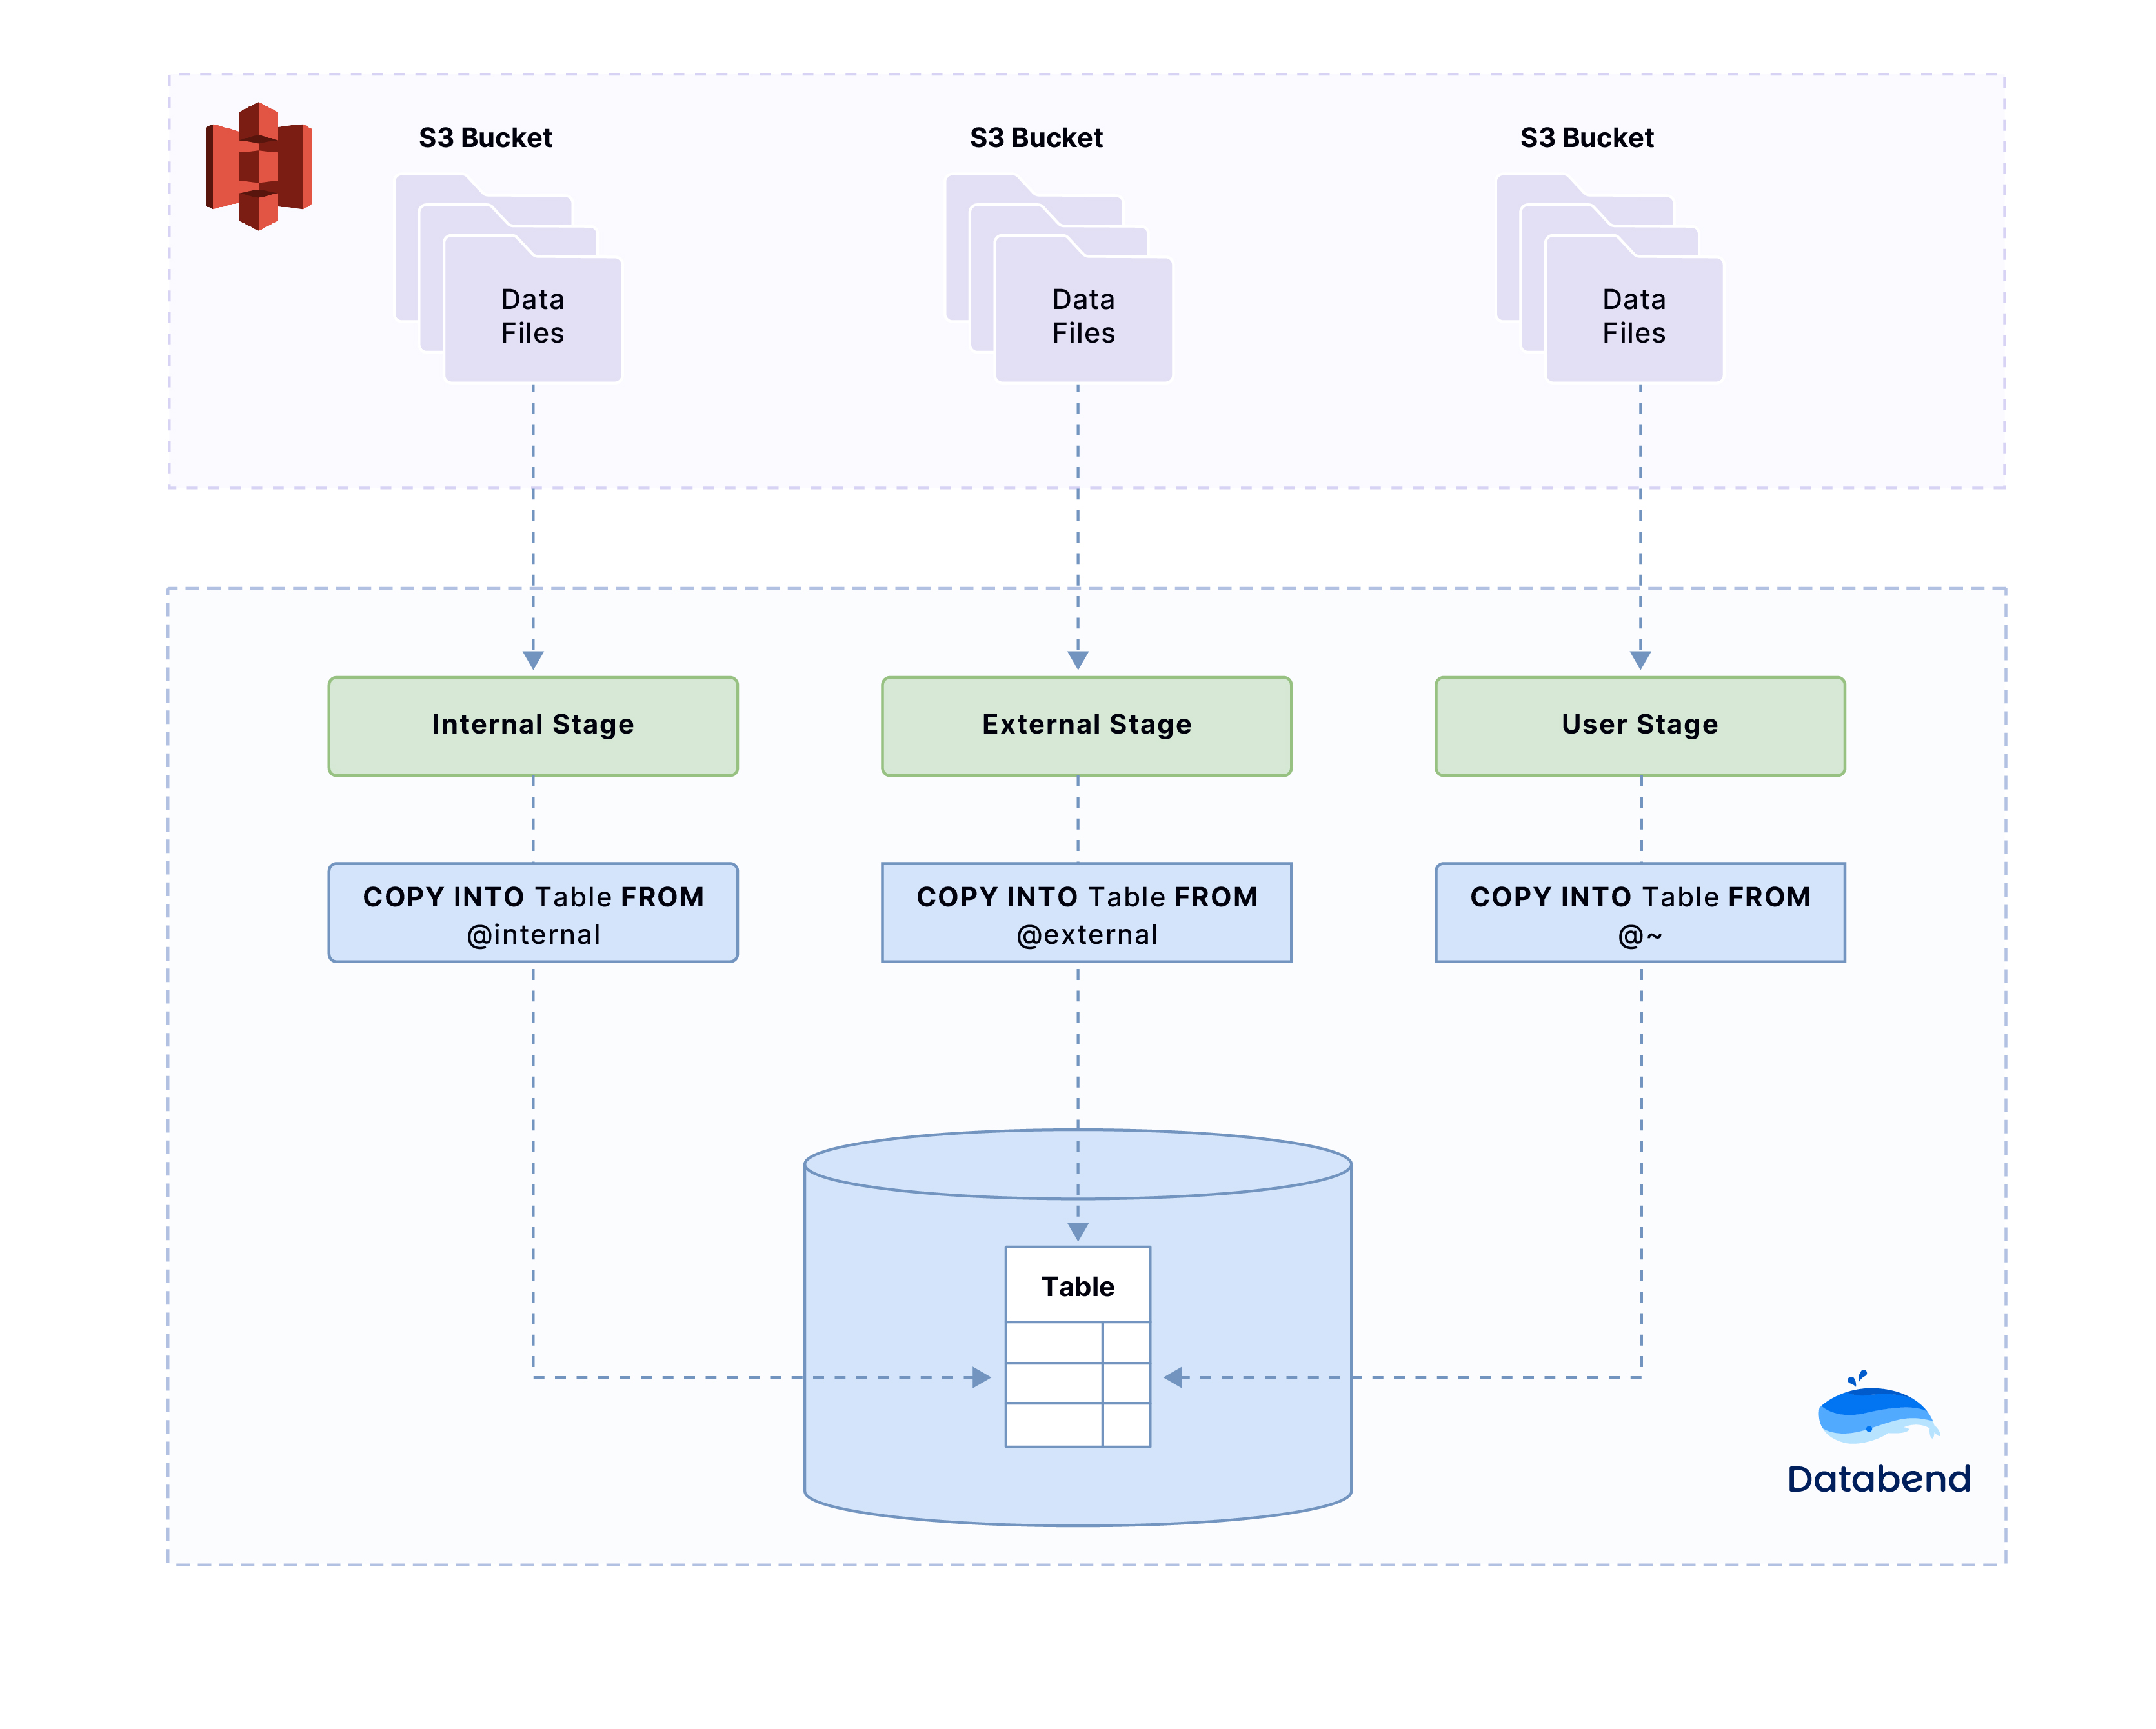 S3 Bucket
S3 Bucket
S3 Bucket
Data
Files
Data
Files
Data
Files
Internal Stage
External Stage
User Stage
COPY INTO Table FROM
@internal
COPY INTO Table FROM
@external
COPY INTO Table FROM
@~
Table
Databend